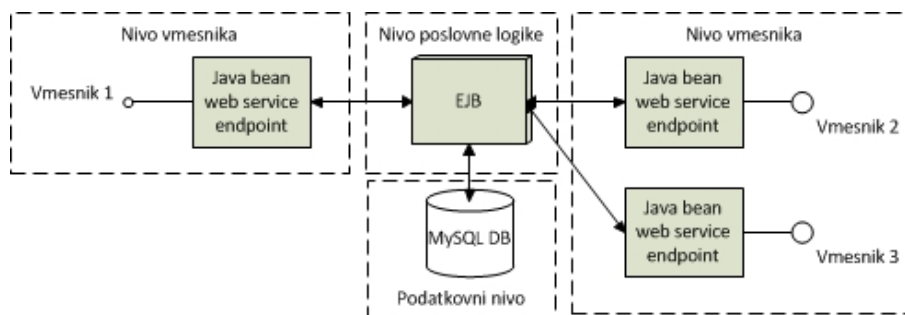 Nivo vmesnika
Vmesnik 1
Java bean
web service
endpoint
Nivo poslovne logike
EJB
MySQL DB
Podatkovni nivo
Nivo vmesnika
Java bean
web service
endpoint
Vmesnik 2
Java bean
web service
endpoint
Vmesnik 3